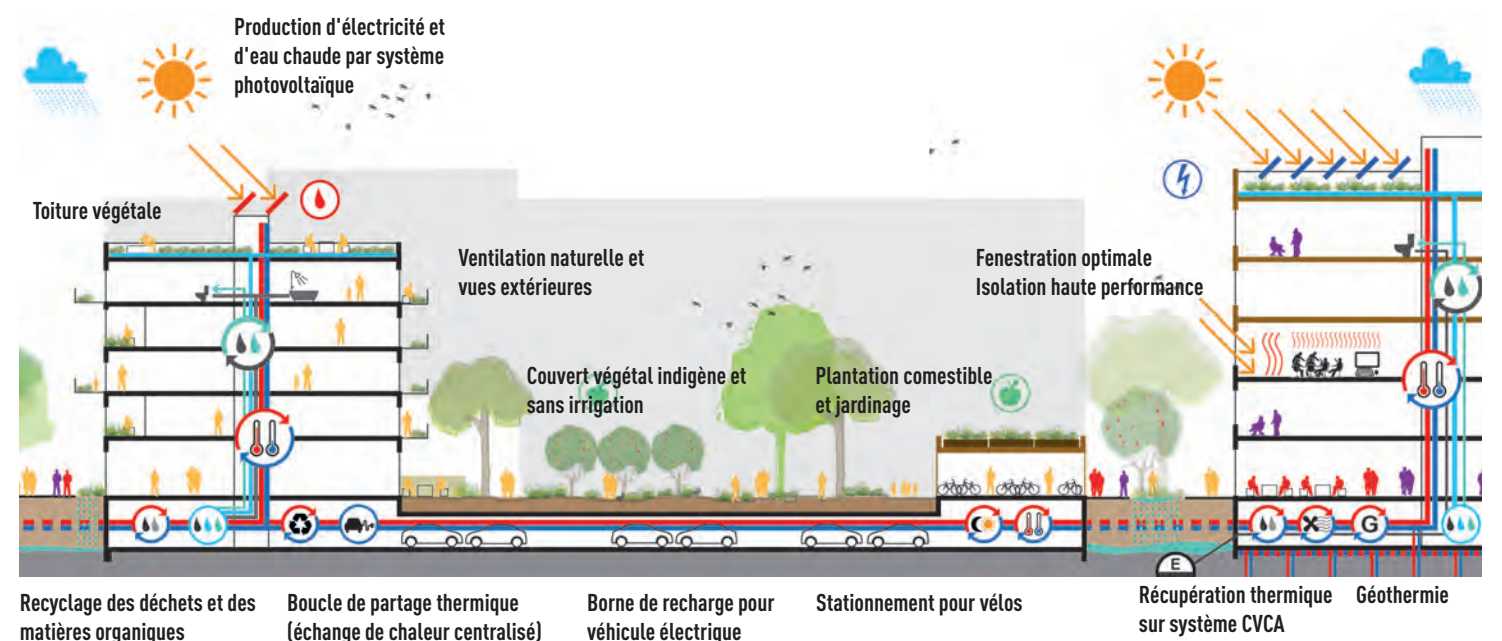 Production d'électricité et
d'eau chaude par système
photovoltaïque
Toiture végétale
Ventilation naturelle et
vues extérieures
Fenestration optimale
Isolation haute performance
Couvert végétal indigène et
sans irrigation
Plantation comestible
et jardinage
G
E
Recyclage des déchets et des
matières organiques
Boucle de partage thermique
(échange de chaleur centralisé)
Borne de recharge pour
véhicule électrique
Stationnement pour vélos
Récupération thermique
sur système CVCA
Géothermie